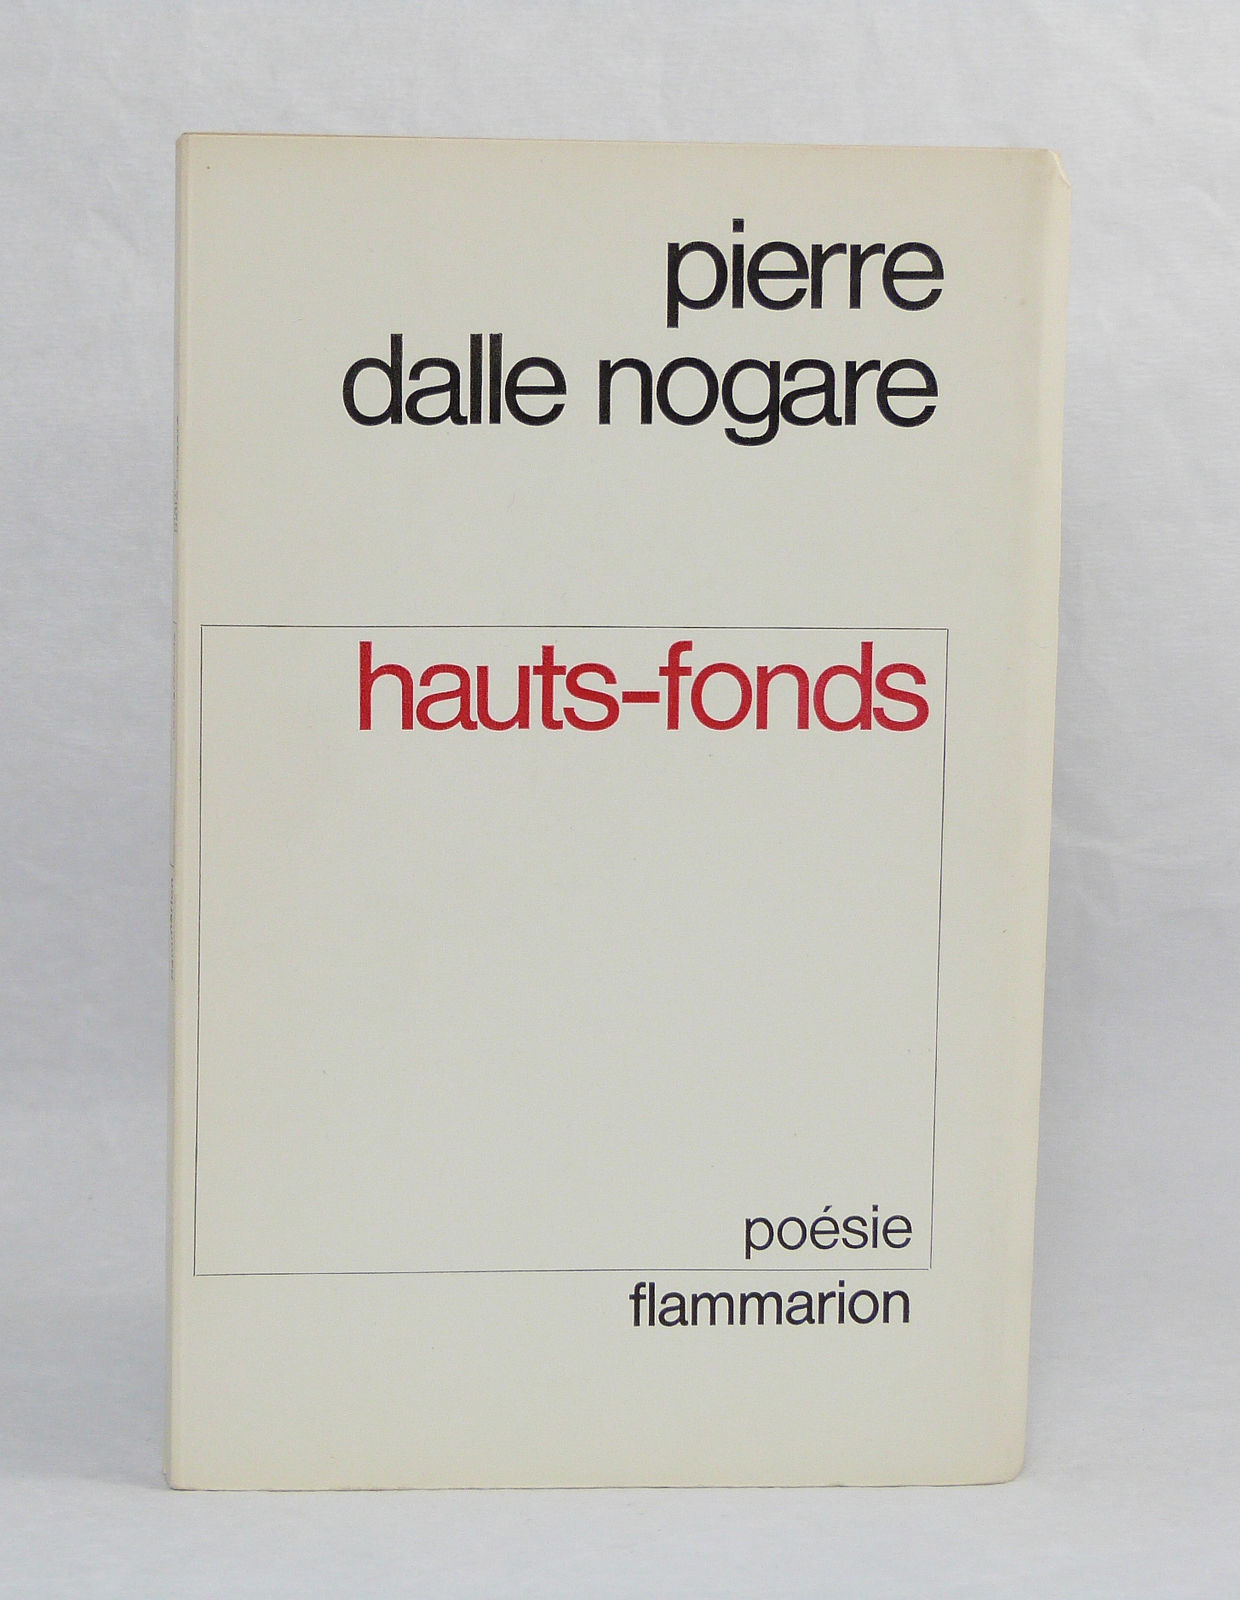 pierre
dalle nogare
hauts-fonds
poésie
flammarion